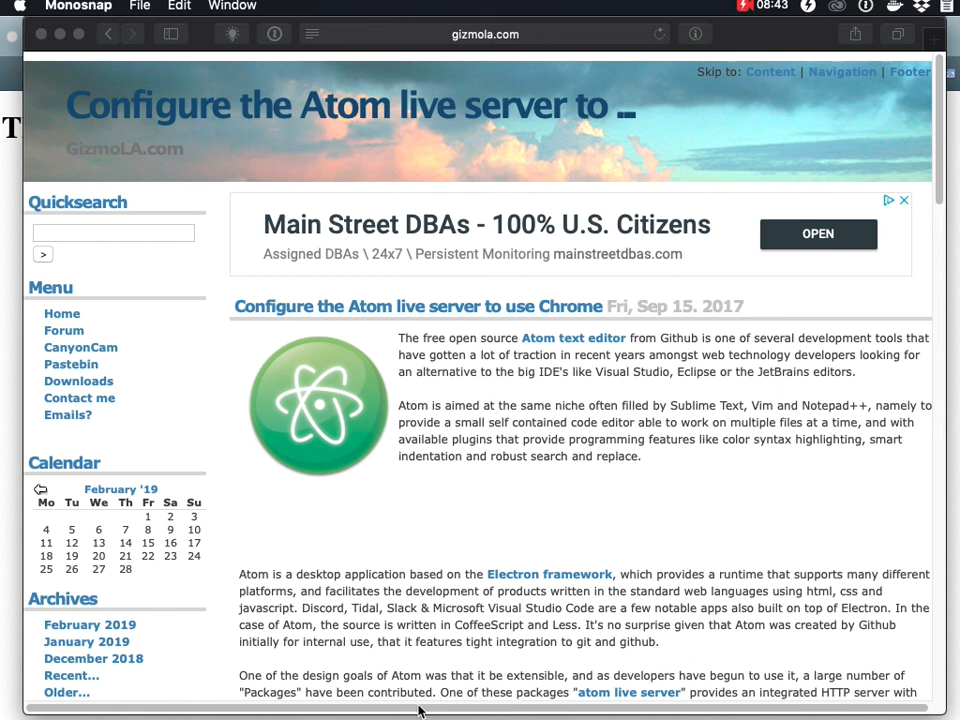 Monosnap File Edit Window 08:43
gizmola.com
Skip to: Content | Navigation | Footer
Configure the Atom live server to ...
GizmoLA.com
T
Quicksearch
>
Menu
Home
Forum
CanyonCam
Pastebin
Downloads
Contact me
Emails?
Calendar
February '19
Mo Tu We Th Fr Sa Su
1 2 3
4 5 6 7 8 9 10
11 12 13 14 15 16 17
18 19 20 21 22 23 24
25 26 27 28
Archives
February 2019
January 2019
December 2018
Recent...
Older...
Main Street DBAs - 100% U.S. Citizens
Assigned DBAs \ 24x7 \ Persistent Monitoring mainstreetdbas.com
OPEN
Configure the Atom live server to use Chrome Fri, Sep 15. 2017
The free open source Atom text editor from Github is one of several development tools that
have gotten a lot of traction in recent years amongst web technology developers looking for
an alternative to the big IDE's like Visual Studio, Eclipse or the JetBrains editors.
Atom is aimed at the same niche often filled by Sublime Text, Vim and Notepad++, namely to
provide a small self contained code editor able to work on multiple files at a time, and with
available plugins that provide programming features like color syntax highlighting, smart
indentation and robust search and replace.
Atom is a desktop application based on the Electron framework, which provides a runtime that supports many different
platforms, and facilitates the development of products written in the standard web languages using html, css and
javascript. Discord, Tidal, Slack & Microsoft Visual Studio Code are a few notable apps also built on top of Electron. In the
case of Atom, the source is written in CoffeeScript and Less. It's no surprise given that Atom was created by Github
initially for internal use, that it features tight integration to git and github.
One of the design goals of Atom was that it be extensible, and as developers have begun to use it, a large number of
"Packages" have been contributed. One of these packages "atom live server" provides an integrated HTTP server with